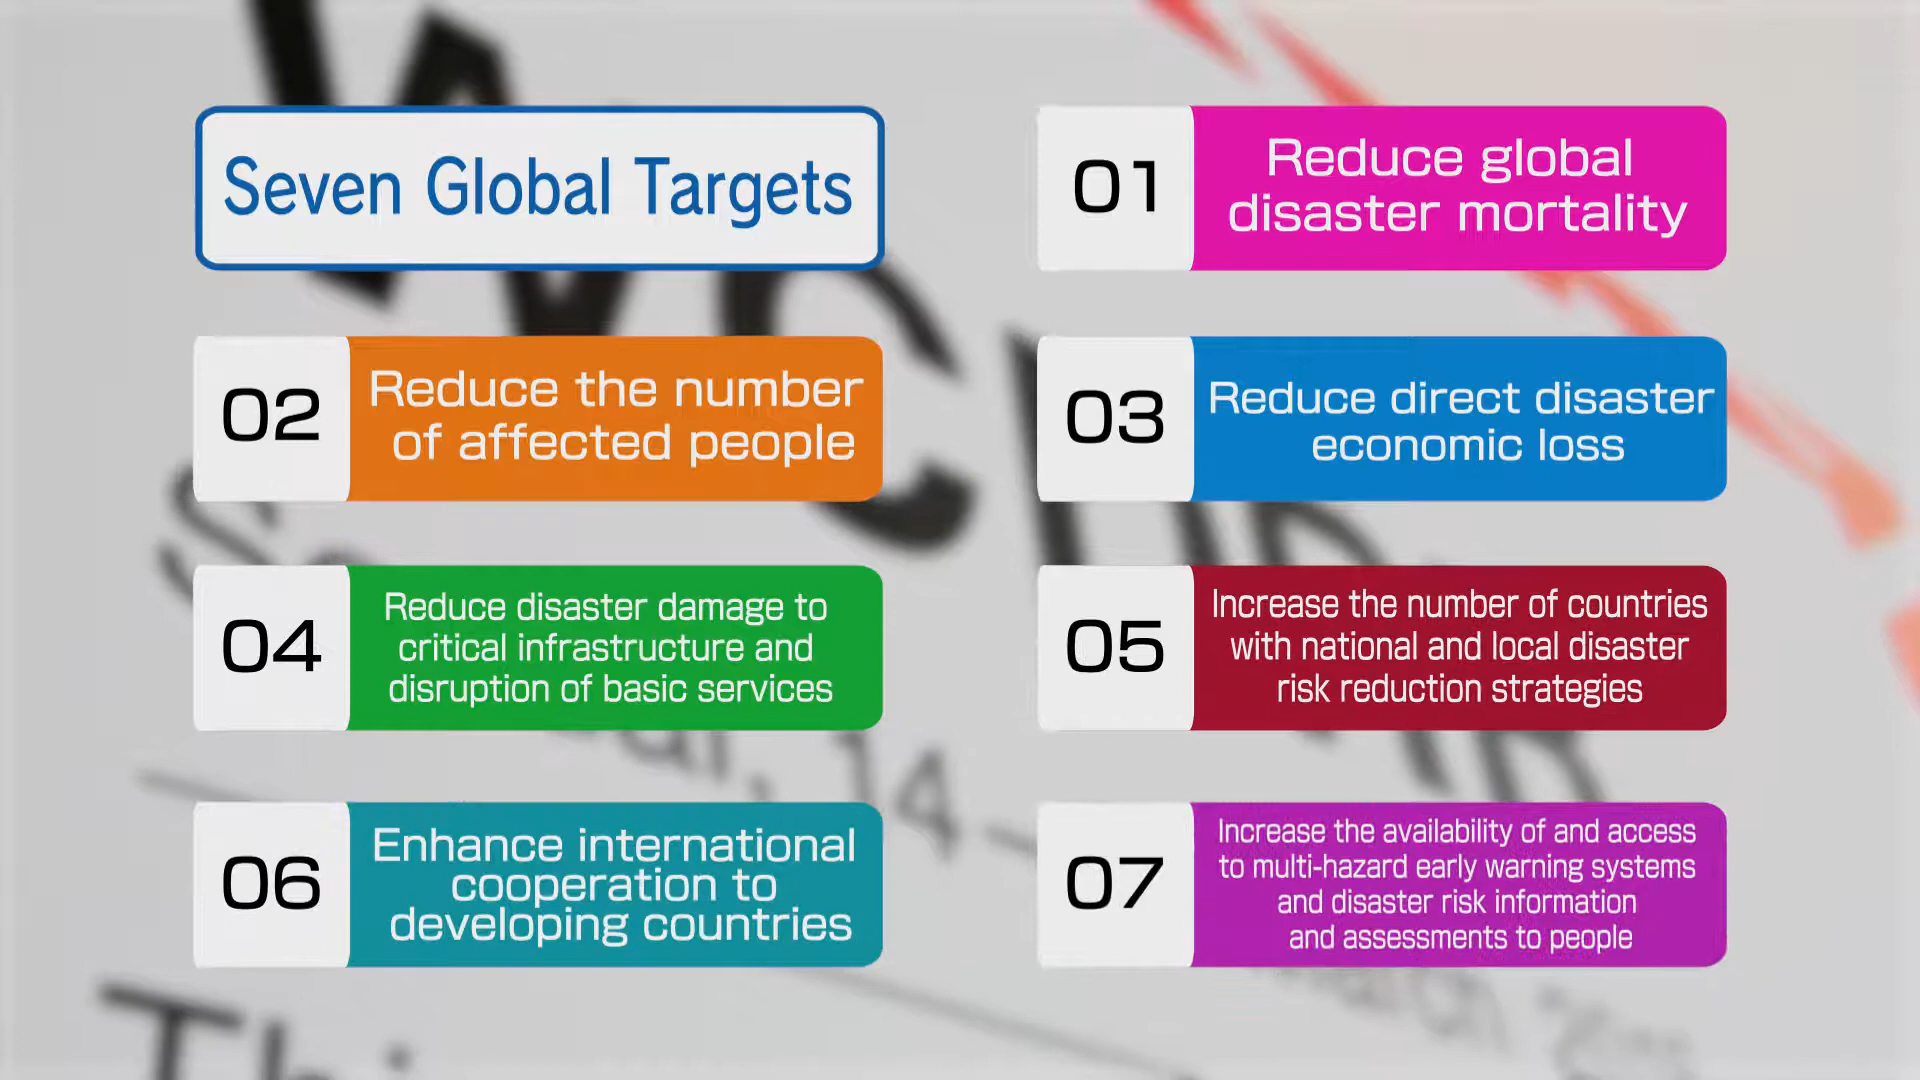 Seven Global Targets
01
Reduce global
disaster mortality
02
Reduce the number
of affected people
03
Reduce direct disaster
economic loss
04
Reduce disaster damage to
critical infrastructure and
disruption of basic services
05
Increase the number of countries
with national and local disaster
risk reduction strategies
06
Enhance international
cooperation to
developing countries
07
Increase the availability of and access
to multi-hazard early warning systems
and disaster risk information
and assessments to people